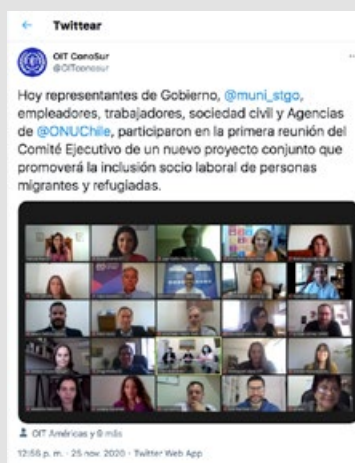 Twittear
OIT ConoSur
@OITconosur
Hoy representantes de Gobierno, @muni_stgo,
empleadores, trabajadores, sociedad civil y Agencias
de @ONUChile, participaron en la primera reunión del
Comité Ejecutivo de un nuevo proyecto conjunto que
promoverá la inclusión socio laboral de personas
migrantes y refugiadas.
OIT Américas y 9 más
12:56 p. m. · 25 nov. 2020 · Twitter Web App